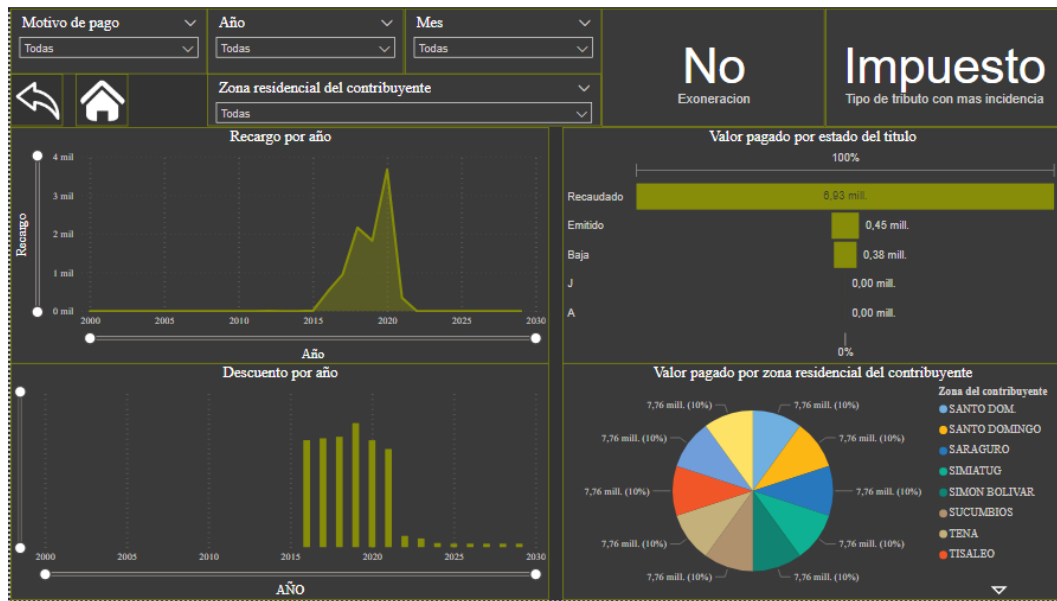 Motivo de pago
Todas
Año
Todas
Mes
Todas
Zona residencial del contribuyente
Todas
No
Exoneracion
Impuesto
Tipo de tributo con mas incidencia
Recargo por año
Recargo
4 mil
3 mil
2 mil
1 mil
0 mil
2000 2005 2010 2015 2020 2025 2030
Año
Valor pagado por estado del titulo
100%
Recaudado 6,93 mill.
Emitido 0,45 mill.
Baja 0,38 mill.
J 0,00 mill.
A 0,00 mill.
0%
Descuento por año
2000 2005 2010 2015 2020 2025 2030
AÑO
Valor pagado por zona residencial del contribuyente
7,76 mill. (10%) 7,76 mill. (10%)
7,76 mill. (10%) 7,76 mill. (10%)
7,76 mill. (10%) 7,76 mill. (10%)
7,76 mill. (10%) 7,76 mill. (10%)
7,76 mill. (10%) 7,76 mill. (10%)
Zona del contribuyente
SANTO DOM.
SANTO DOMINGO
SARAGURO
SIMIATUG
SIMON BOLIVAR
SUCUMBIOS
TENA
TISALEO